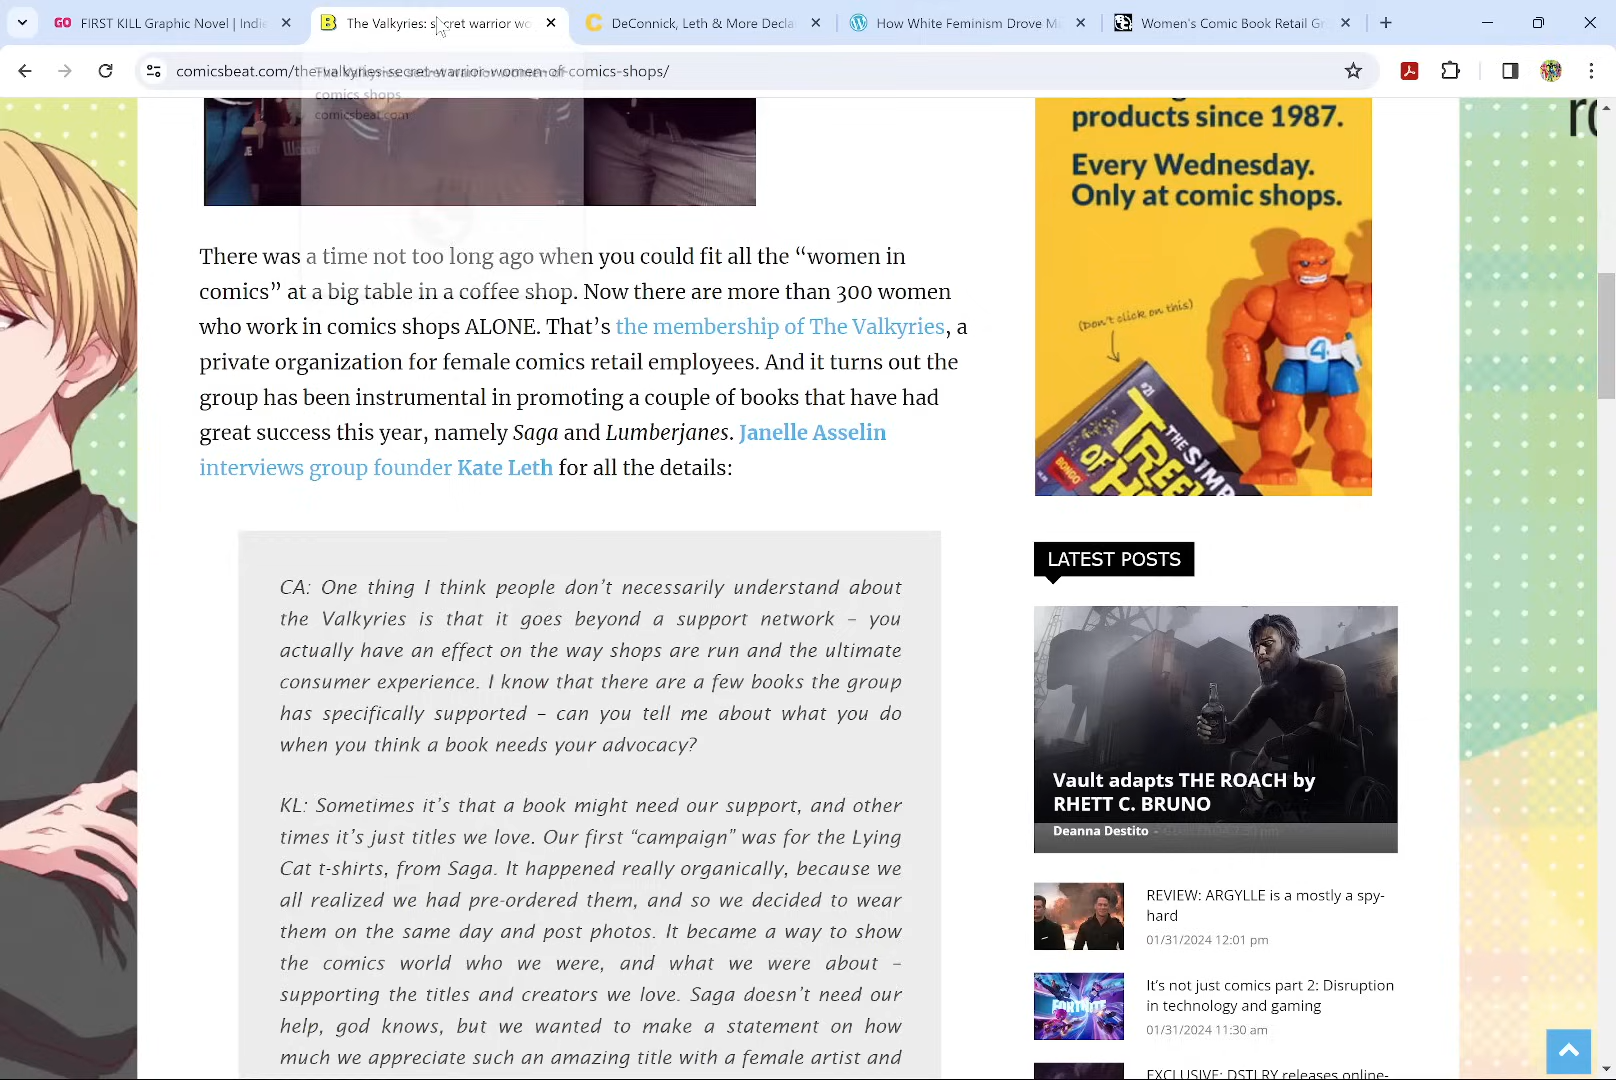 FIRST KILL Graphic Novel | Indie
The Valkyries: secret warrior wo
DeConnick, Leth & More Decla
How White Feminism Drove M
Women's Comic Book Retail Gr
comicsbeat.com/the-valkyries-secret-warrior-women-of-comics-shops/
comics shops
comicsbeat.com
products since 1987.
Every Wednesday.
Only at comic shops.
(Don't click on this)
#21
THE SIMP
TREE
OF H
BONGO
4
There was a time not too long ago when you could fit all the “women in
comics” at a big table in a coffee shop. Now there are more than 300 women
who work in comics shops ALONE. That’s the membership of The Valkyries, a
private organization for female comics retail employees. And it turns out the
group has been instrumental in promoting a couple of books that have had
great success this year, namely Saga and Lumberjanes. Janelle Asselin
interviews group founder Kate Leth for all the details:
CA: One thing I think people don’t necessarily understand about
the Valkyries is that it goes beyond a support network – you
actually have an effect on the way shops are run and the ultimate
consumer experience. I know that there are a few books the group
has specifically supported – can you tell me about what you do
when you think a book needs your advocacy?
KL: Sometimes it’s that a book might need our support, and other
times it’s just titles we love. Our first “campaign” was for the Lying
Cat t-shirts, from Saga. It happened really organically, because we
all realized we had pre-ordered them, and so we decided to wear
them on the same day and post photos. It became a way to show
the comics world who we were, and what we were about –
supporting the titles and creators we love. Saga doesn’t need our
help, god knows, but we wanted to make a statement on how
much we appreciate such an amazing title with a female artist and
LATEST POSTS
Vault adapts THE ROACH by
RHETT C. BRUNO
Deanna Destito -
REVIEW: ARGYLLE is a mostly a spy-
hard
01/31/2024 12:01 pm
FORTNITE
It’s not just comics part 2: Disruption
in technology and gaming
01/31/2024 11:30 am
EXCLUSIVE: DSTLRY releases online-